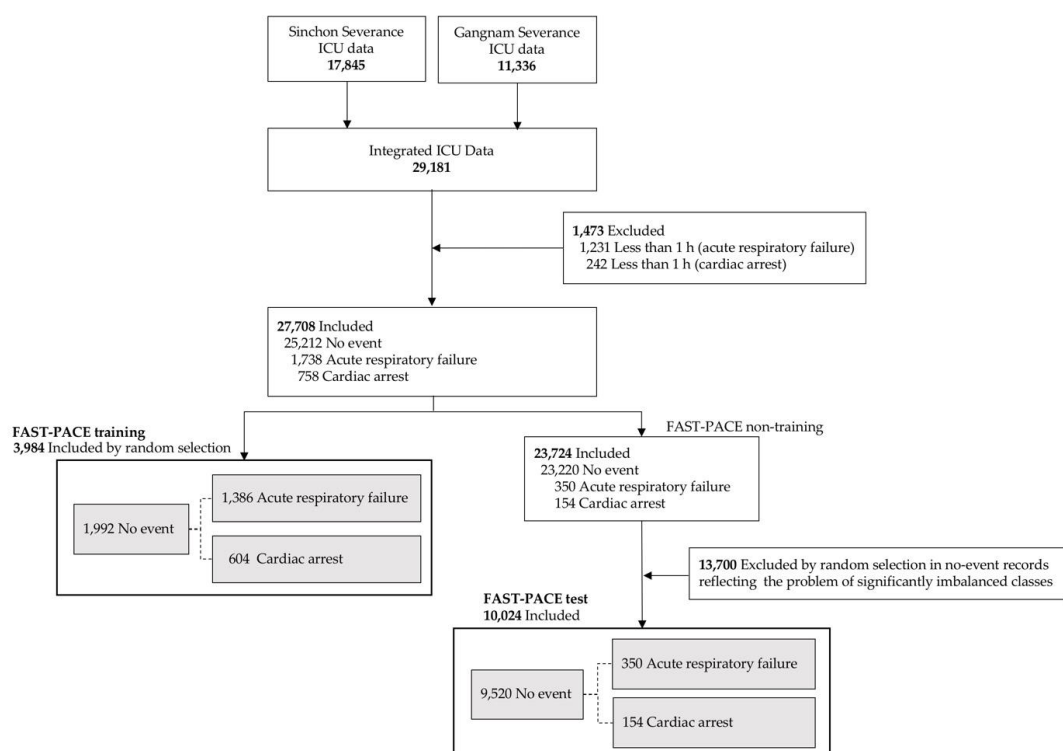 Sinchon Severance
ICU data
17,845
Gangnam Severance
ICU data
11,336
Integrated ICU Data
29,181
1,473 Excluded
1,231 Less than 1 h (acute respiratory failure)
242 Less than 1 h (cardiac arrest)
27,708 Included
25,212 No event
1,738 Acute respiratory failure
758 Cardiac arrest
FAST-PACE training
3,984 Included by random selection
1,992 No event
1,386 Acute respiratory failure
604 Cardiac arrest
FAST-PACE non-training
23,724 Included
23,220 No event
350 Acute respiratory failure
154 Cardiac arrest
13,700 Excluded by random selection in no-event records
reflecting the problem of significantly imbalanced classes
FAST-PACE test
10,024 Included
9,520 No event
350 Acute respiratory failure
154 Cardiac arrest